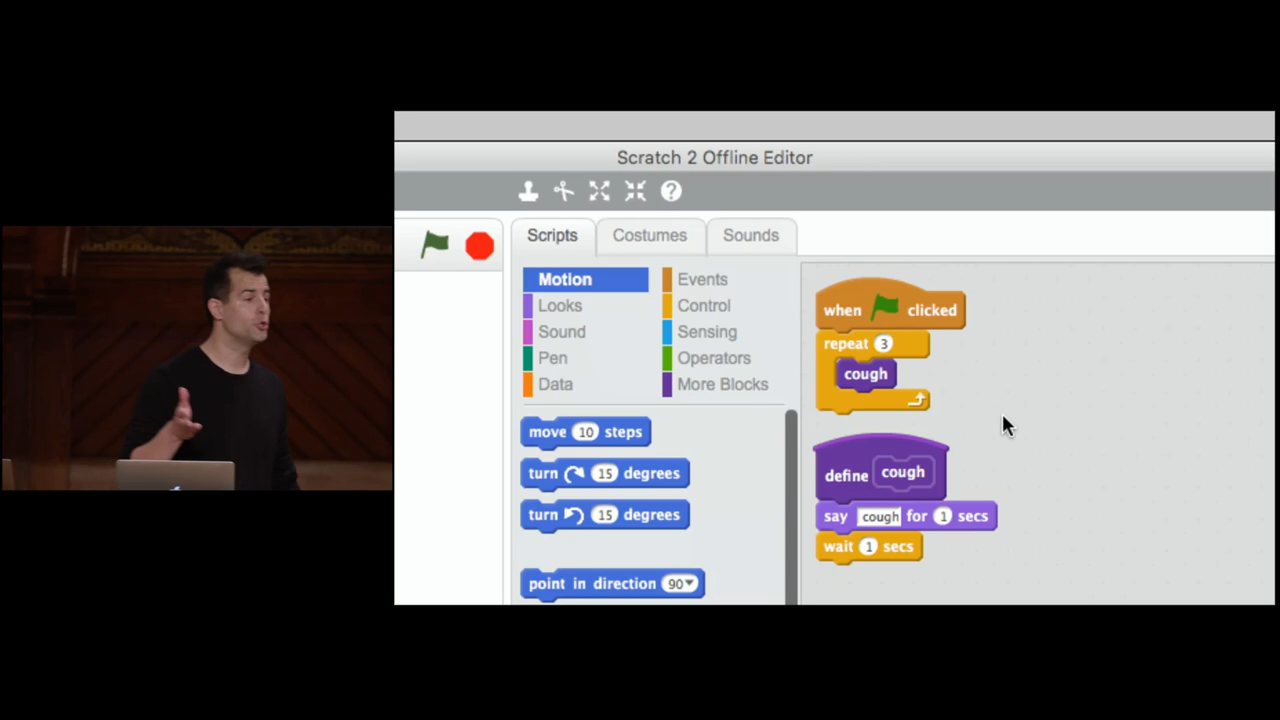 Scratch 2 Offline Editor
?
Scripts Costumes Sounds
Motion Events
Looks Control
Sound Sensing
Pen Operators
Data More Blocks
move 10 steps
turn 15 degrees
turn 15 degrees
point in direction 90
when clicked
repeat 3
cough
define cough
say cough for 1 secs
wait 1 secs